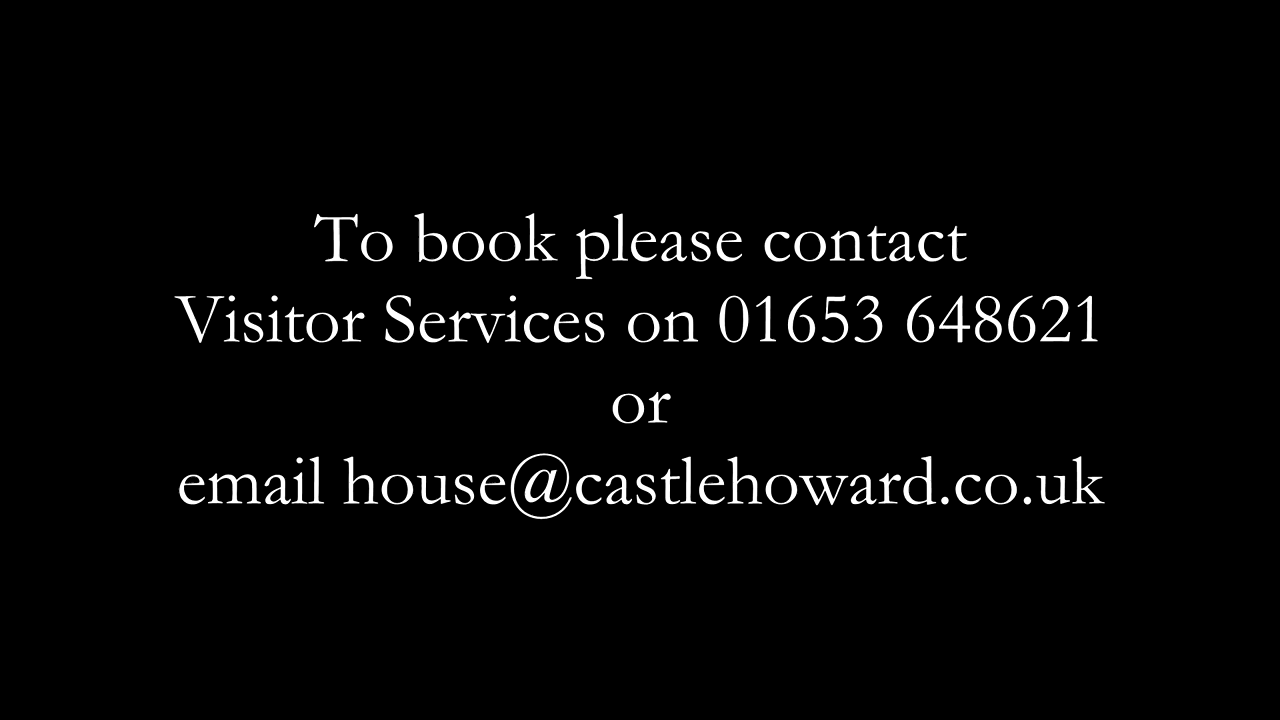 To book please contact
Visitor Services on 01653 648621
or
email house@castlehoward.co.uk